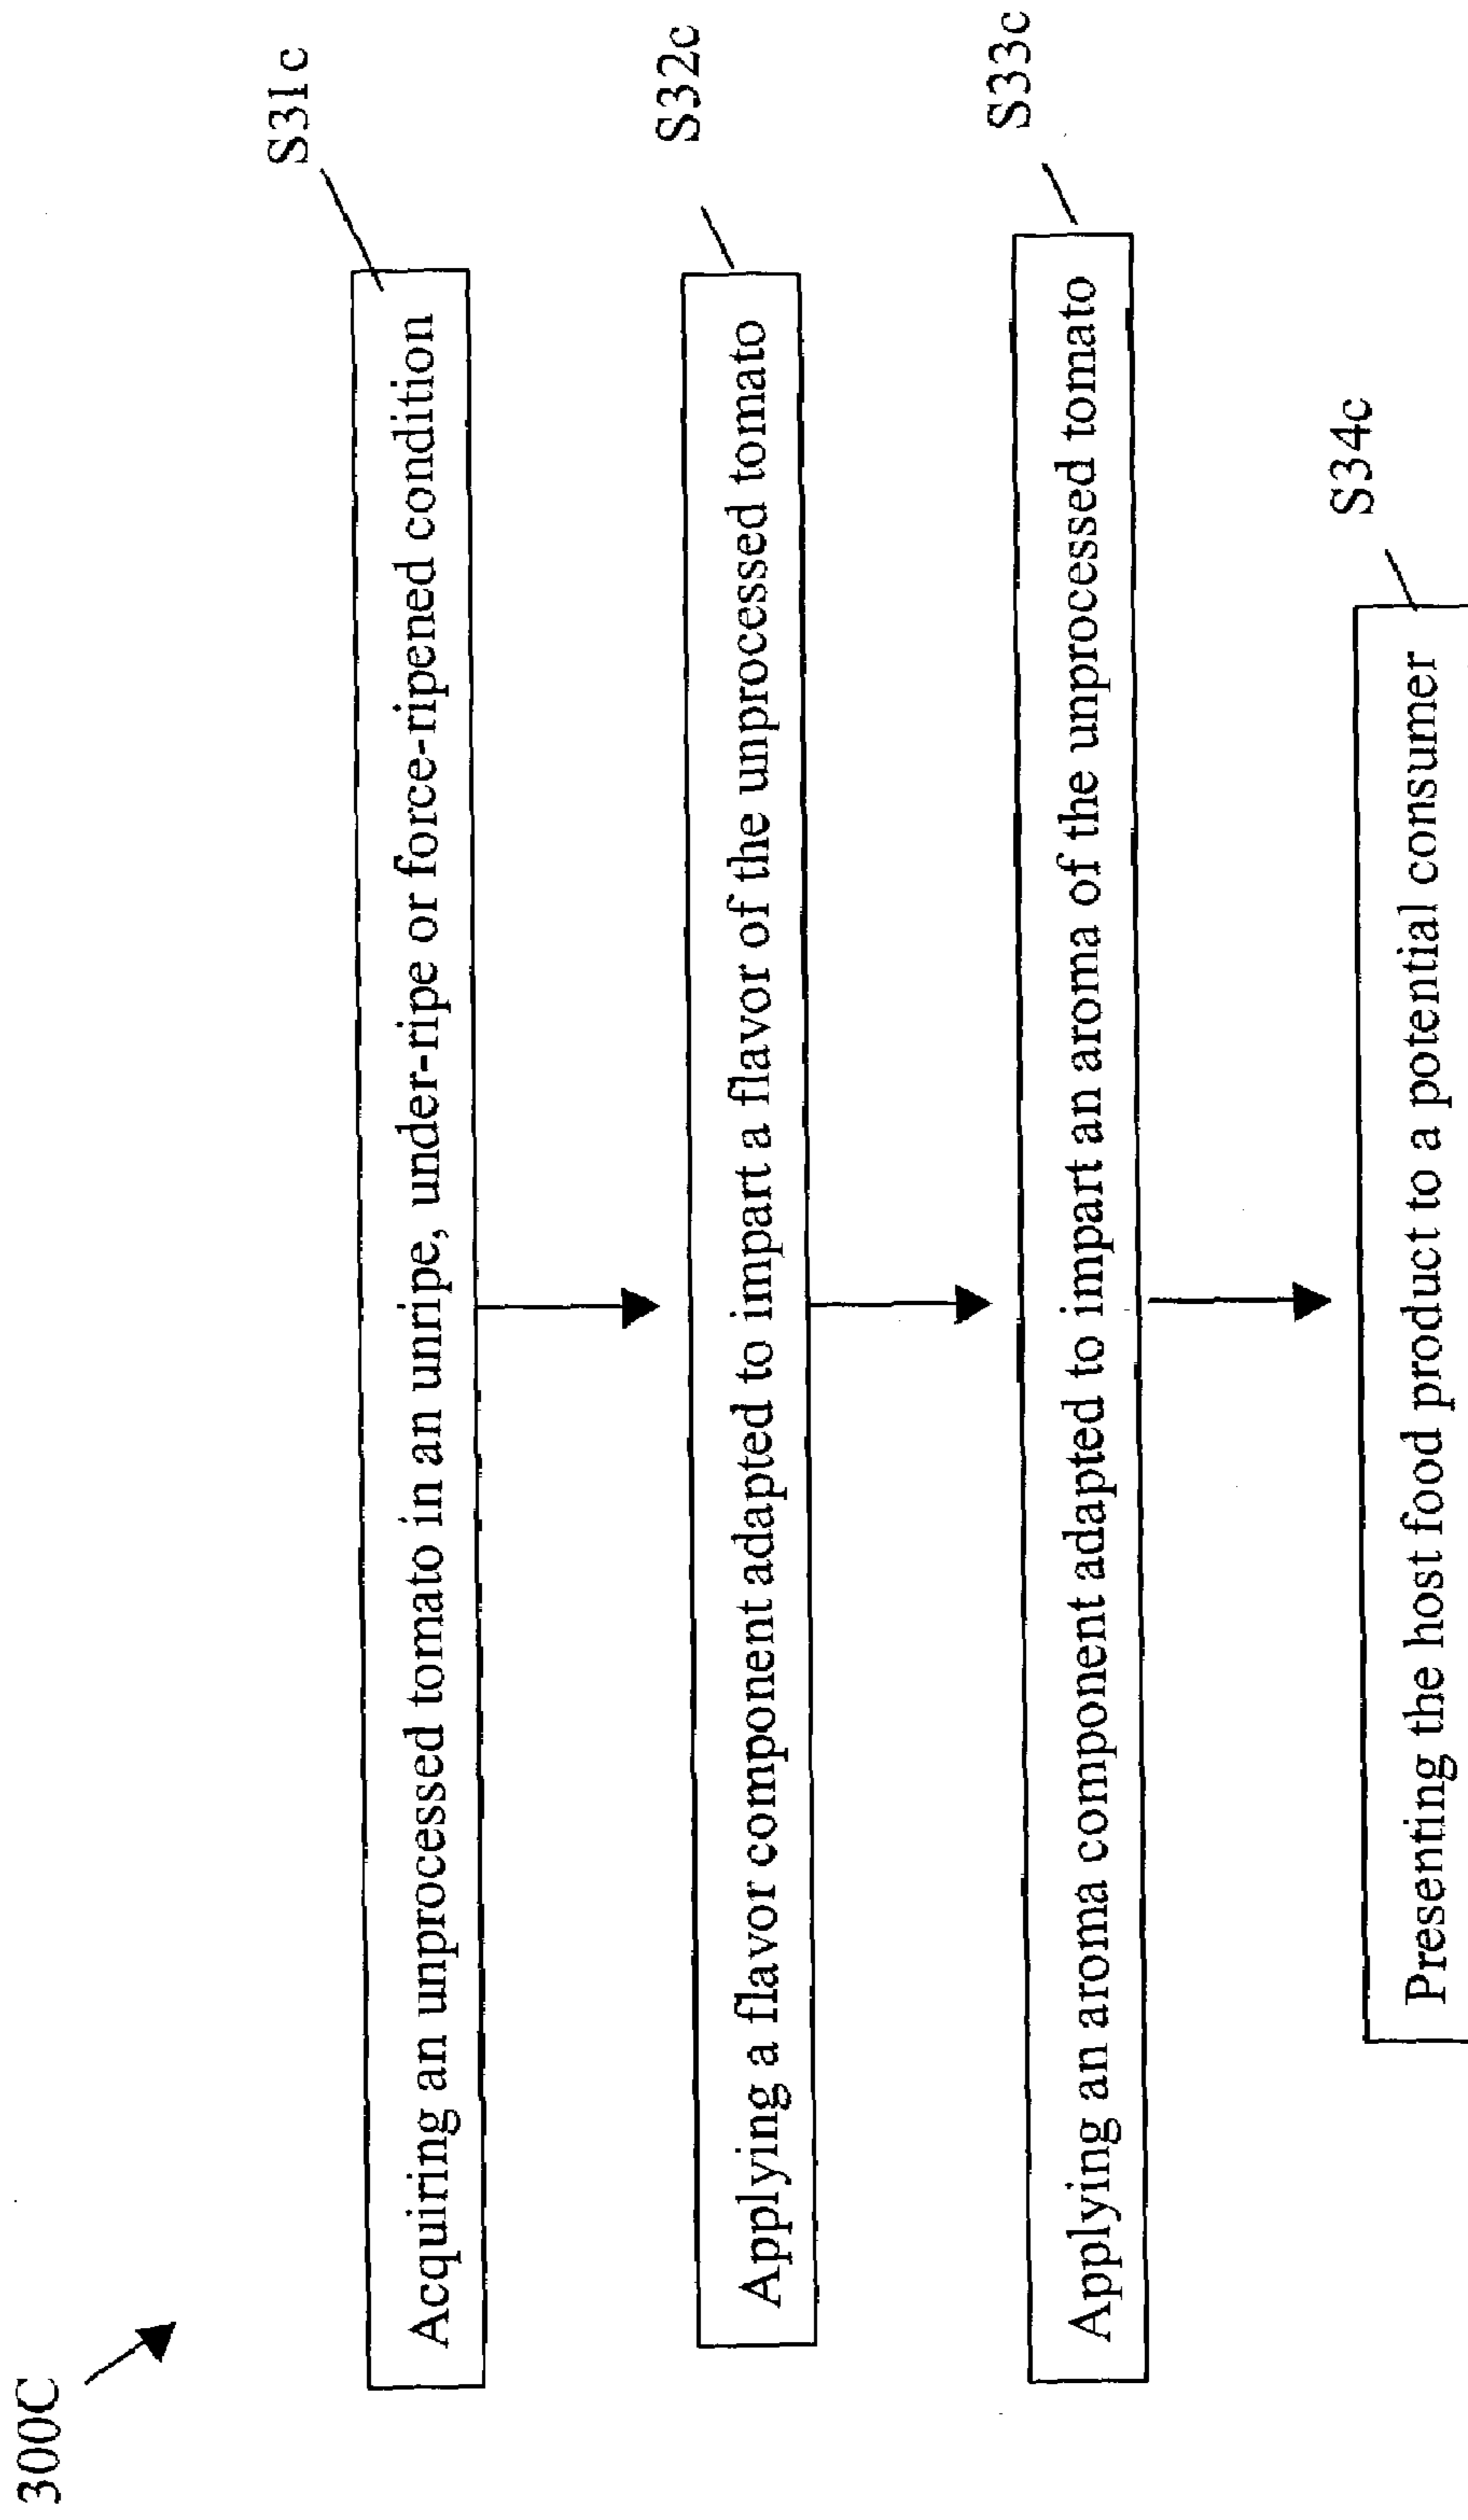 300C
S31c
Acquiring an unprocessed tomato in an unripe, under-ripe or force-ripened condition
S32c
Applying a flavor component adapted to impart a flavor of the unprocessed tomato
S33c
Applying an aroma component adapted to impart an aroma of the unprocessed tomato
S34c
Presenting the host food product to a potential consumer